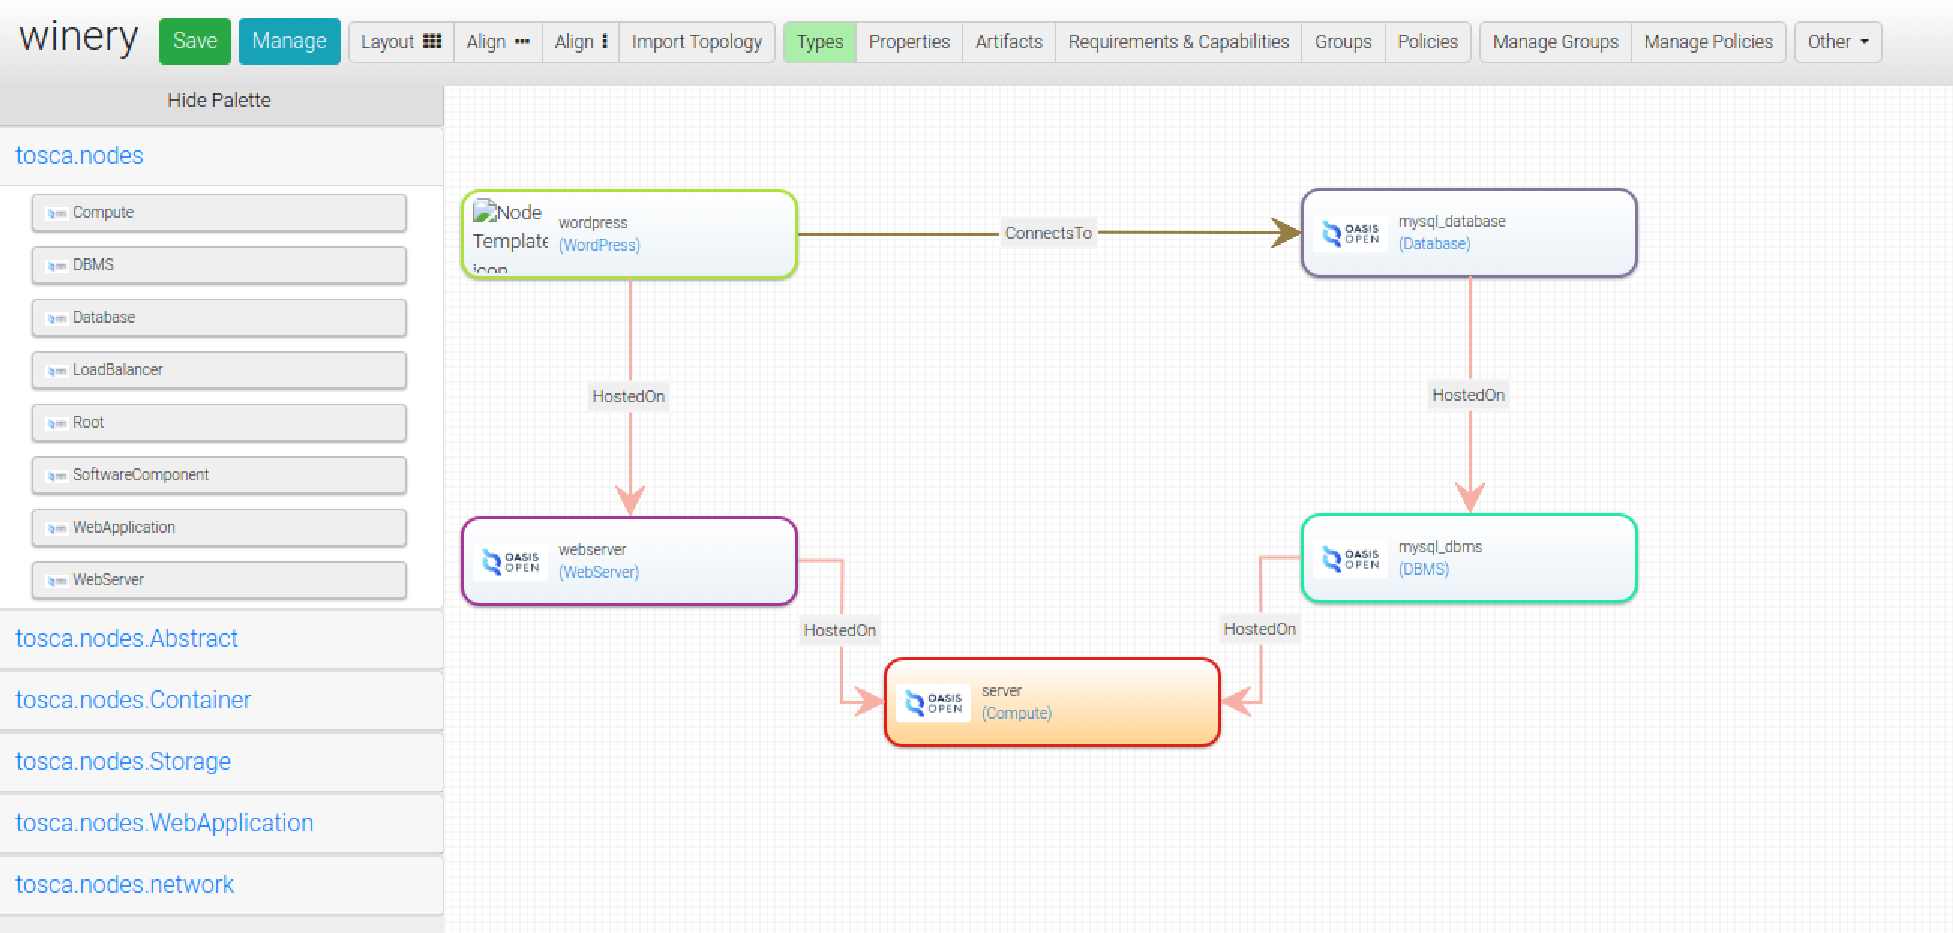 winery
Save
Manage
Layout
Align
Align
Import Topology
Types
Properties
Artifacts
Requirements & Capabilities
Groups
Policies
Manage Groups
Manage Policies
Other
Hide Palette
tosca.nodes
Compute
DBMS
Database
LoadBalancer
Root
SoftwareComponent
WebApplication
WebServer
tosca.nodes.Abstract
tosca.nodes.Container
tosca.nodes.Storage
tosca.nodes.WebApplication
tosca.nodes.network
Node
Template
icon
wordpress
(WordPress)
ConnectsTo
OASIS
OPEN
mysql_database
(Database)
HostedOn
HostedOn
OASIS
OPEN
webserver
(WebServer)
OASIS
OPEN
mysql_dbms
(DBMS)
HostedOn
HostedOn
OASIS
OPEN
server
(Compute)